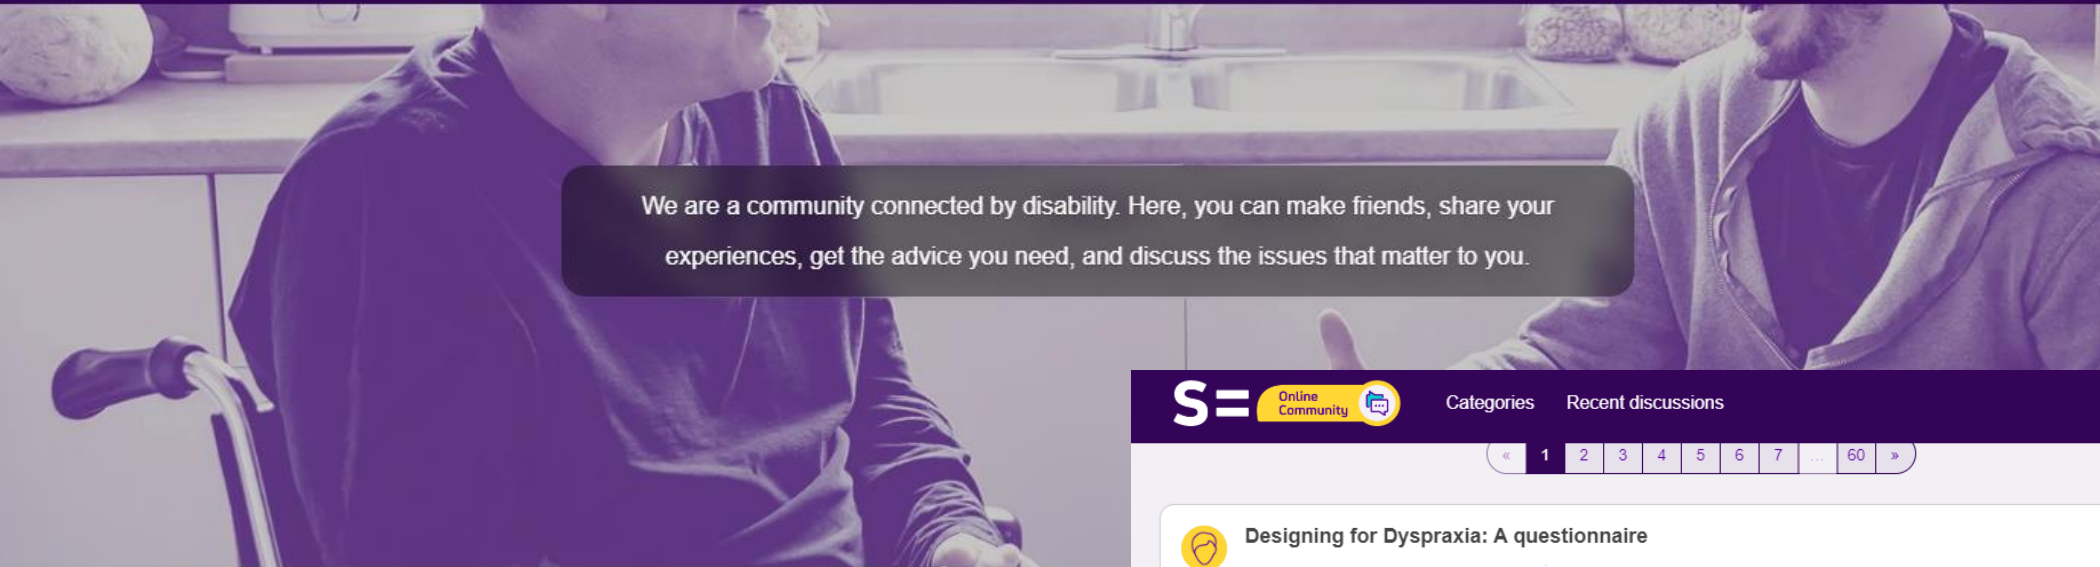 We are a community connected by disability. Here, you can make friends, share your
experiences, get the advice you need, and discuss the issues that matter to you.
S=
Online
Community
Categories
Recent discussions
« 1 2 3 4 5 6 7 ... 60 »
Designing for Dyspraxia: A questionnaire